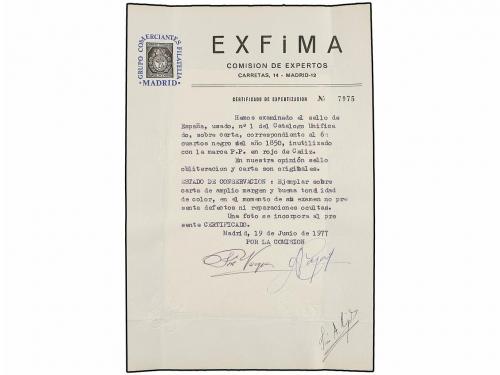 GRUPO COMERCIANTES FILATELIA
• MADRID •
EXFiMA
COMISION DE EXPERTOS
CARRETAS, 14 - MADRID-12
CERTIFICADO DE EXPERTIZACION Nº 7975
Hemos examinado el sello de
España, usado, nº 1 del Catalogo Unifica
do, sobre carta, correspondiente al 6
cuartos negro del año 1850, inutilizado
con la marca P.P. en rojo de Cadiz.
En nuestra opinión sello
obliteracion y carta son originales.
ESTADO DE CONSERVACION : Ejemplar sobre
carta de amplio margen y buena tonalidad
de color, en el momento de su examen no pre
senta defectos ni reparaciones ocultas.
Una foto se incorpora al pre
sente CERTIFICADO.
Madrid, 19 de Junio de 1977
POR LA COMISION